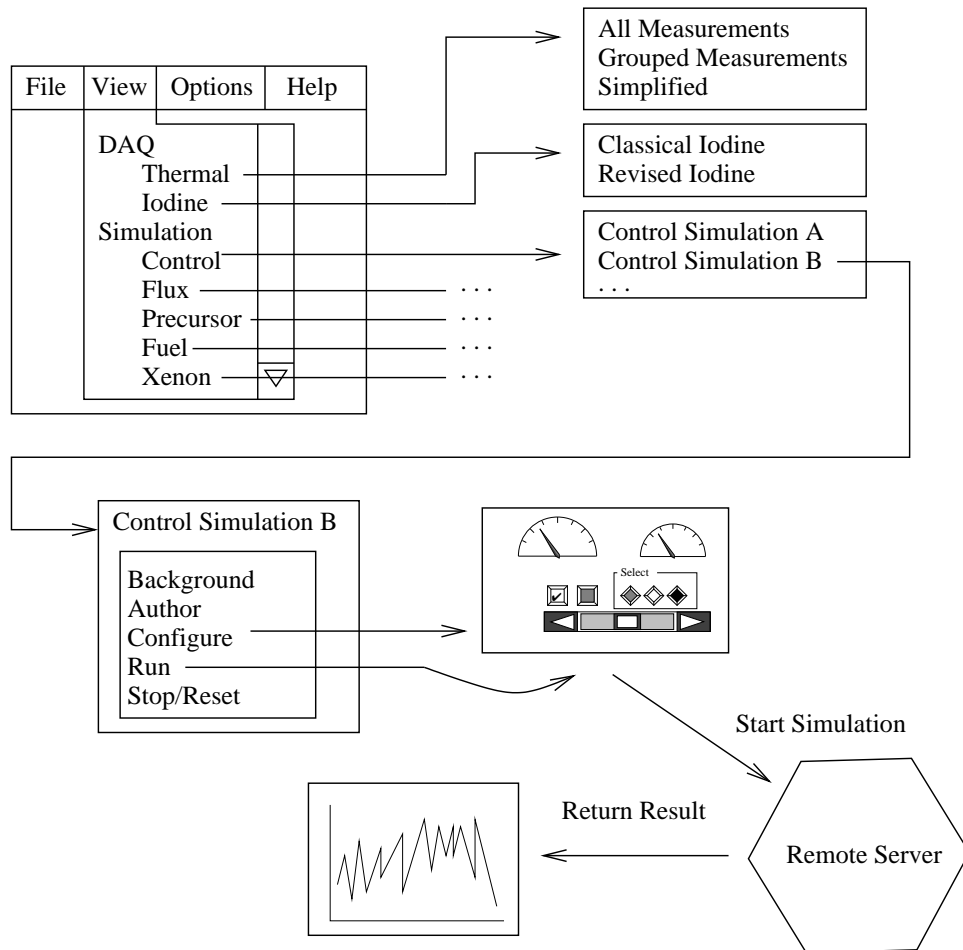 File View Options Help
DAQ
Thermal
Iodine
Simulation
Control
Flux
Precursor
Fuel
Xenon
All Measurements
Grouped Measurements
Simplified
Classical Iodine
Revised Iodine
Control Simulation A
Control Simulation B
. . .
. . .
. . .
. . .
. . .
Control Simulation B
Background
Author
Configure
Run
Stop/Reset
Select
Start Simulation
Return Result
Remote Server